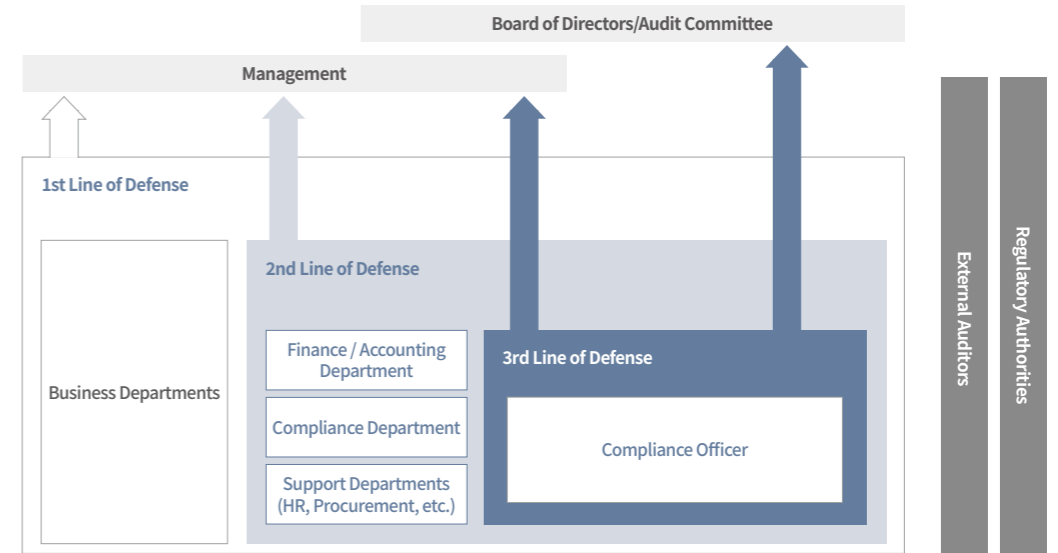 Board of Directors/Audit Committee
Management
1st Line of Defense
Business Departments
2nd Line of Defense
Finance / Accounting
Department
Compliance Department
Support Departments
(HR, Procurement, etc.)
3rd Line of Defense
Compliance Officer
External Auditors
Regulatory Authorities